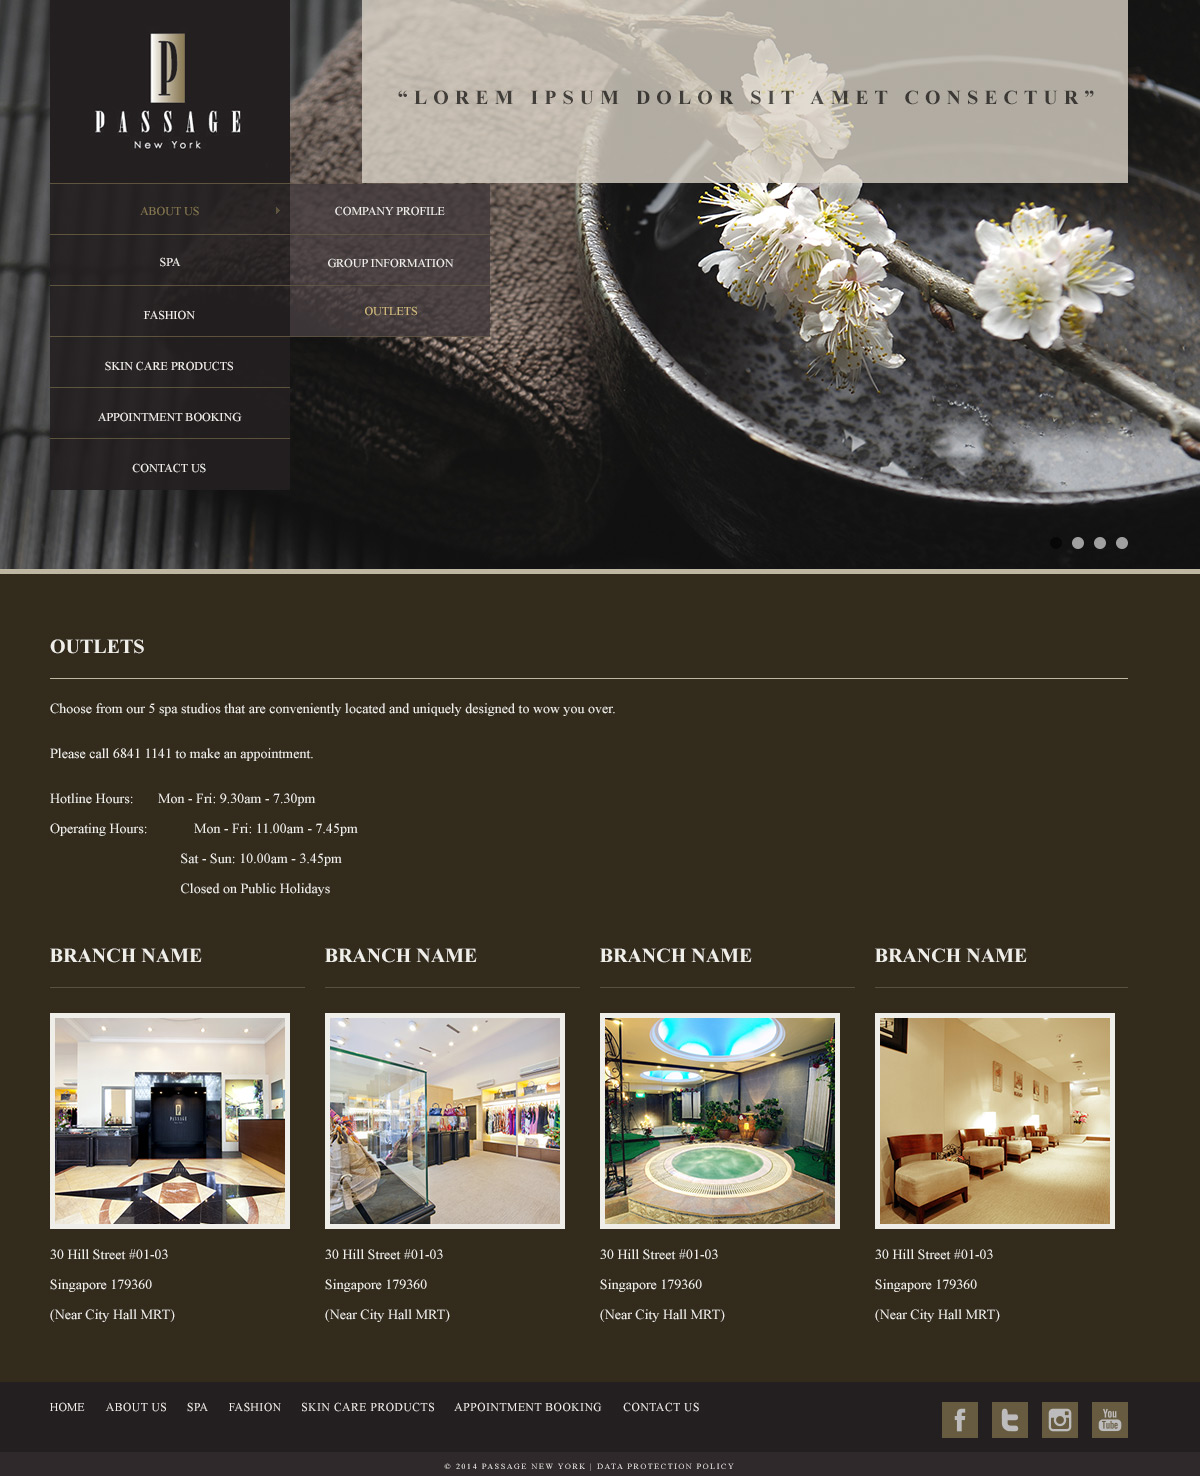 P
PASSAGE
New York
“LOREM IPSUM DOLOR SIT AMET CONSECTUR”
ABOUT US
SPA
FASHION
SKIN CARE PRODUCTS
APPOINTMENT BOOKING
CONTACT US
COMPANY PROFILE
GROUP INFORMATION
OUTLETS
OUTLETS
Choose from our 5 spa studios that are conveniently located and uniquely designed to wow you over.
Please call 6841 1141 to make an appointment.
Hotline Hours: Mon - Fri: 9.30am - 7.30pm
Operating Hours: Mon - Fri: 11.00am - 7.45pm
Sat - Sun: 10.00am - 3.45pm
Closed on Public Holidays
BRANCH NAME
PASSAGE
30 Hill Street #01-03
Singapore 179360
(Near City Hall MRT)
BRANCH NAME
30 Hill Street #01-03
Singapore 179360
(Near City Hall MRT)
BRANCH NAME
30 Hill Street #01-03
Singapore 179360
(Near City Hall MRT)
BRANCH NAME
30 Hill Street #01-03
Singapore 179360
(Near City Hall MRT)
HOME ABOUT US SPA FASHION SKIN CARE PRODUCTS APPOINTMENT BOOKING CONTACT US
You
Tube
© 2014 PASSAGE NEW YORK | DATA PROTECTION POLICY